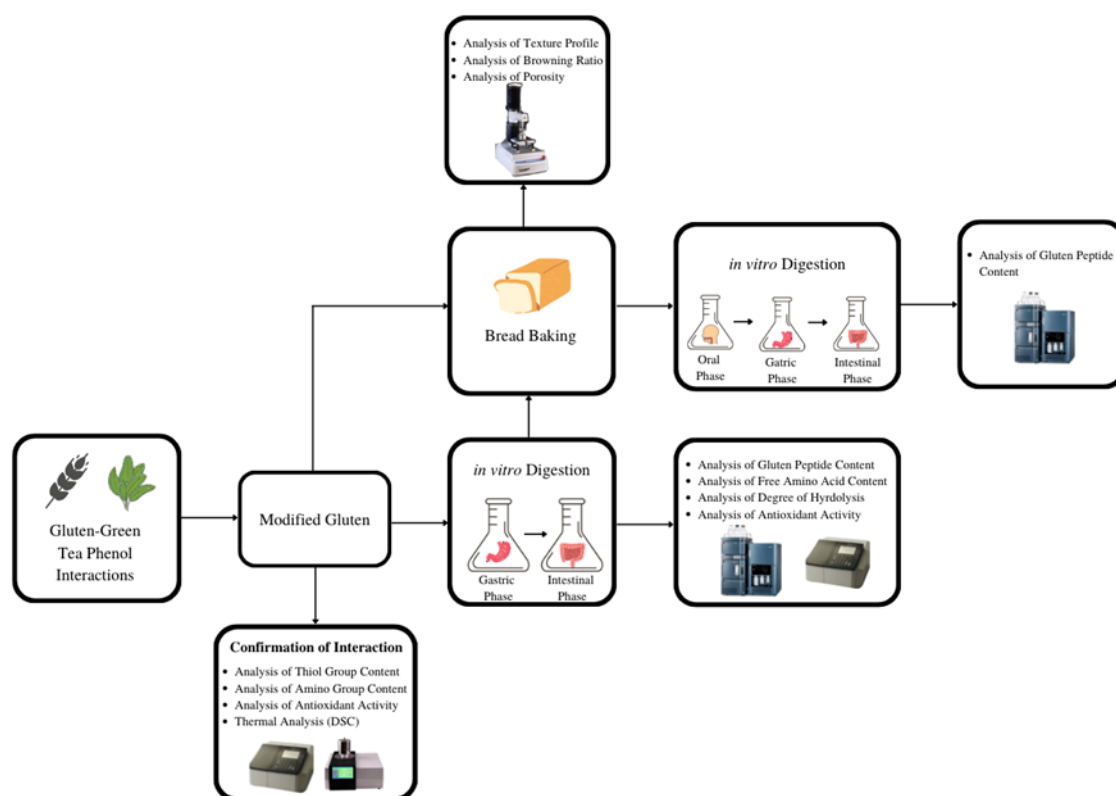 Analysis of Texture Profile
Analysis of Browning Ratio
Analysis of Porosity
Bread Baking
in vitro Digestion
Oral
Phase
Gatric
Phase
Intestinal
Phase
Analysis of Gluten Peptide
Content
Gluten-Green
Tea Phenol
Interactions
Modified Gluten
in vitro Digestion
Gastric
Phase
Intestinal
Phase
Analysis of Gluten Peptide Content
Analysis of Free Amino Acid Content
Analysis of Degree of Hyrdolysis
Analysis of Antioxidant Activity
Confirmation of Interaction
Analysis of Thiol Group Content
Analysis of Amino Group Content
Analysis of Antioxidant Activity
Thermal Analysis (DSC)